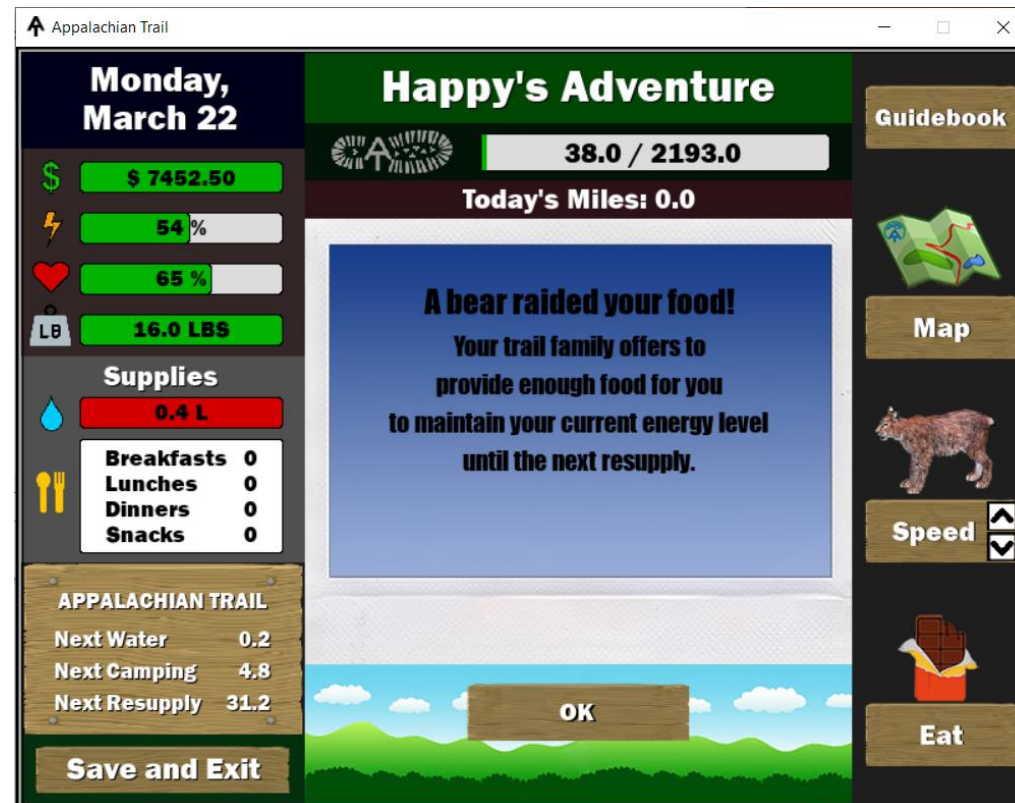 Appalachian Trail
Monday,
March 22
$ 7452.50
54 %
65 %
LB
16.0 LBS
Supplies
0.4 L
Breakfasts 0
Lunches 0
Dinners 0
Snacks 0
APPALACHIAN TRAIL
Next Water 0.2
Next Camping 4.8
Next Resupply 31.2
Save and Exit
Happy's Adventure
38.0 / 2193.0
Today's Miles: 0.0
A bear raided your food!
Your trail family offers to
provide enough food for you
to maintain your current energy level
until the next resupply.
OK
Guidebook
Map
Speed
Eat